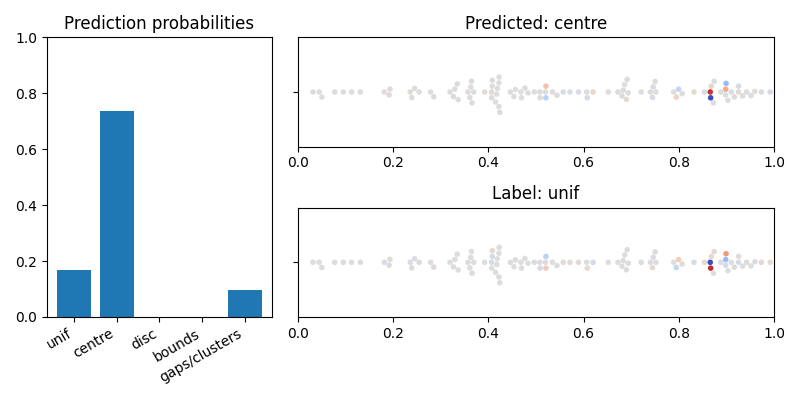 Prediction probabilities
1.0
0.8
0.6
0.4
0.2
0.0
unif
centre
disc
bounds
gaps/clusters
Predicted: centre
0.0 0.2 0.4 0.6 0.8 1.0
Label: unif
0.0 0.2 0.4 0.6 0.8 1.0